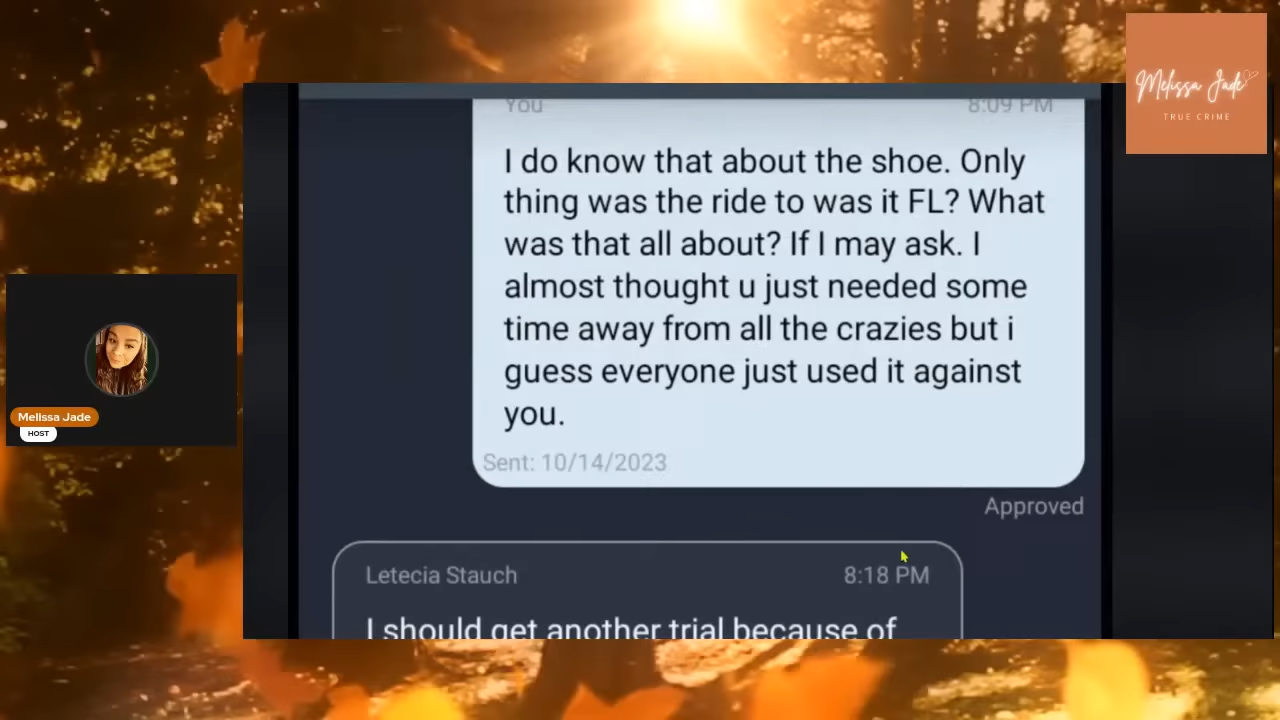 Melissa Jade
TRUE CRIME
You 8:09 PM
I do know that about the shoe. Only
thing was the ride to was it FL? What
was that all about? If I may ask. I
almost thought u just needed some
time away from all the crazies but i
guess everyone just used it against
you.
Sent: 10/14/2023
Approved
Letecia Stauch 8:18 PM
I should get another trial because of
Melissa Jade
HOST